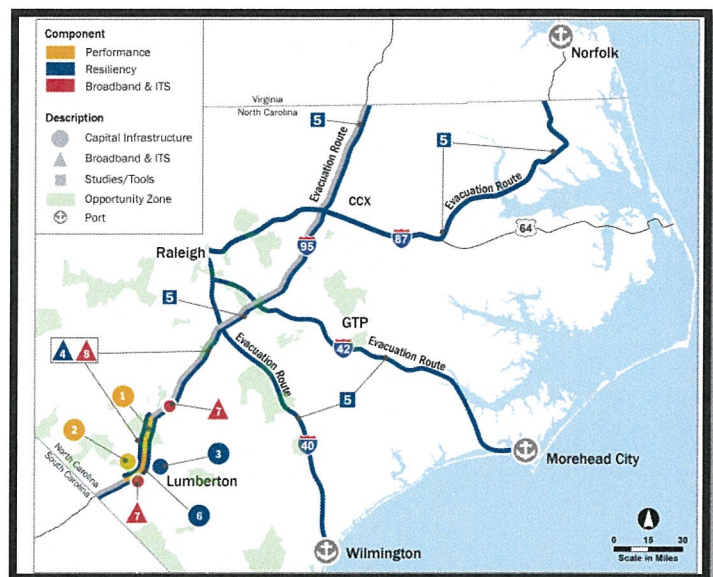 Component
Performance
Resiliency
Broadband & ITS
Description
Capital Infrastructure
Broadband & ITS
Studies/Tools
Opportunity Zone
Port
Norfolk
Virginia
North Carolina
5
Evacuation Route
5
Evacuation Route
CCX
95
87
64
Raleigh
5
GTP
42
Evacuation Route
Evacuation Route
4
8
5
1
7
40
2
3
North Carolina
South Carolina
Lumberton
6
7
Morehead City
Wilmington
0 15 30
Scale in Miles